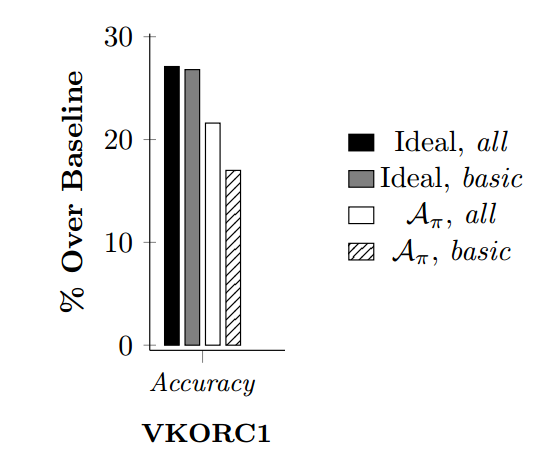 30
20
10
0
% Over Baseline
Accuracy
VKORC1
Ideal, all
Ideal, basic
𝒜π, all
𝒜π, basic